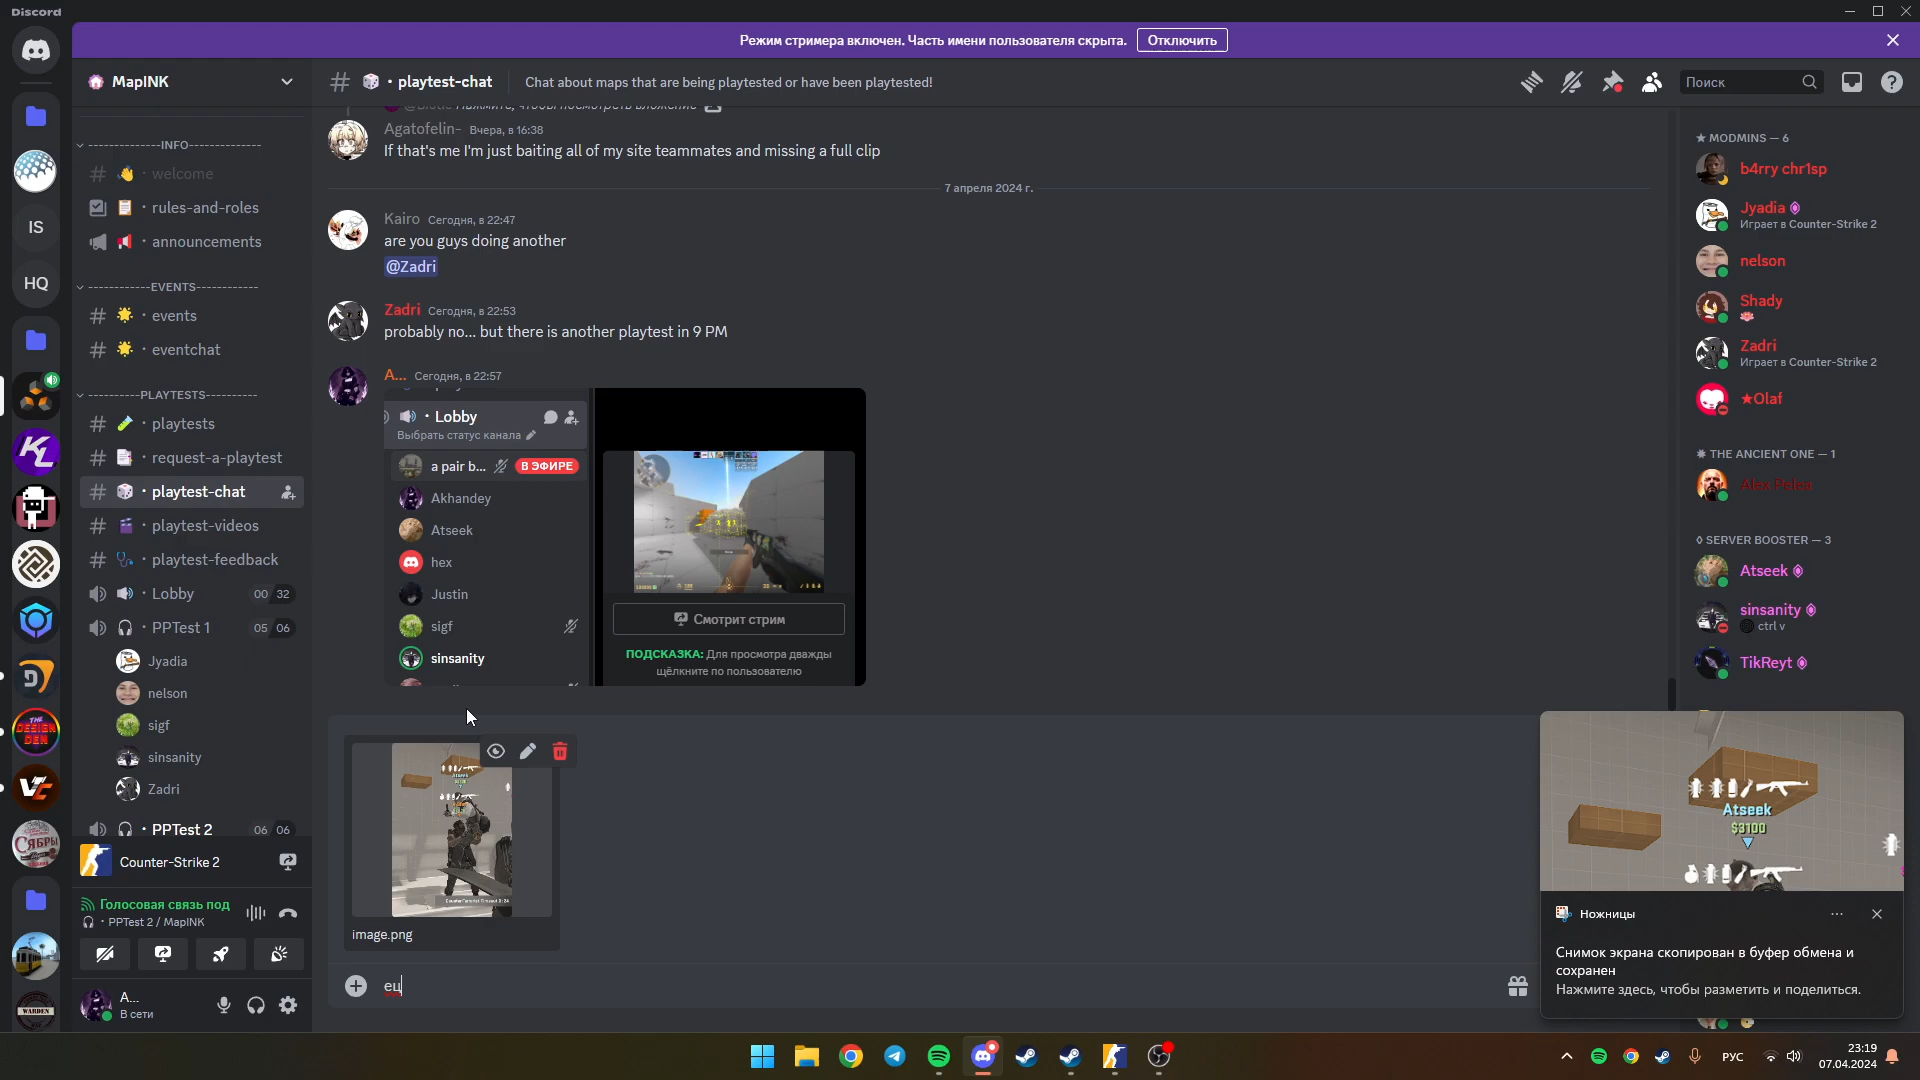 Discord
Режим стримера включен. Часть имени пользователя скрыта.
Отключить
MapINK
playtest-chat
Chat about maps that are being playtested or have been playtested!
Поиск
INFO
welcome
rules-and-roles
announcements
EVENTS
events
eventchat
PLAYTESTS
playtests
request-a-playtest
playtest-chat
playtest-videos
playtest-feedback
Lobby 00 32
PPTest 1 05 06
Jyadia
nelson
sigf
sinsanity
Zadri
PPTest 2 06 06
Counter-Strike 2
Голосовая связь под
PPTest 2 / MapINK
A...
В сети
IS
HQ
СЯБРЫ
WARDEN
Agatofelin- Вчера, в 16:38
If that's me I'm just baiting all of my site teammates and missing a full clip
7 апреля 2024 г.
Kairo Сегодня, в 22:47
are you guys doing another
@Zadri
Zadri Сегодня, в 22:53
probably no... but there is another playtest in 9 PM
A... Сегодня, в 22:57
Lobby
Выбрать статус канала
a pair b... В ЭФИРЕ
Akhandey
Atseek
hex
Justin
sigf
sinsanity
Смотрит стрим
ПОДСКАЗКА: Для просмотра дважды
щёлкните по пользователю
image.png
ец
MODMINS — 6
b4rry chr1sp
Jyadia
Играет в Counter-Strike 2
nelson
Shady
Zadri
Играет в Counter-Strike 2
★Olaf
THE ANCIENT ONE — 1
SERVER BOOSTER — 3
Atseek
sinsanity
ctrl v
TikReyt
Atseek
$3100
Ножницы
Снимок экрана скопирован в буфер обмена и
сохранен
Нажмите здесь, чтобы разметить и поделиться.
РУС
23:19
07.04.2024